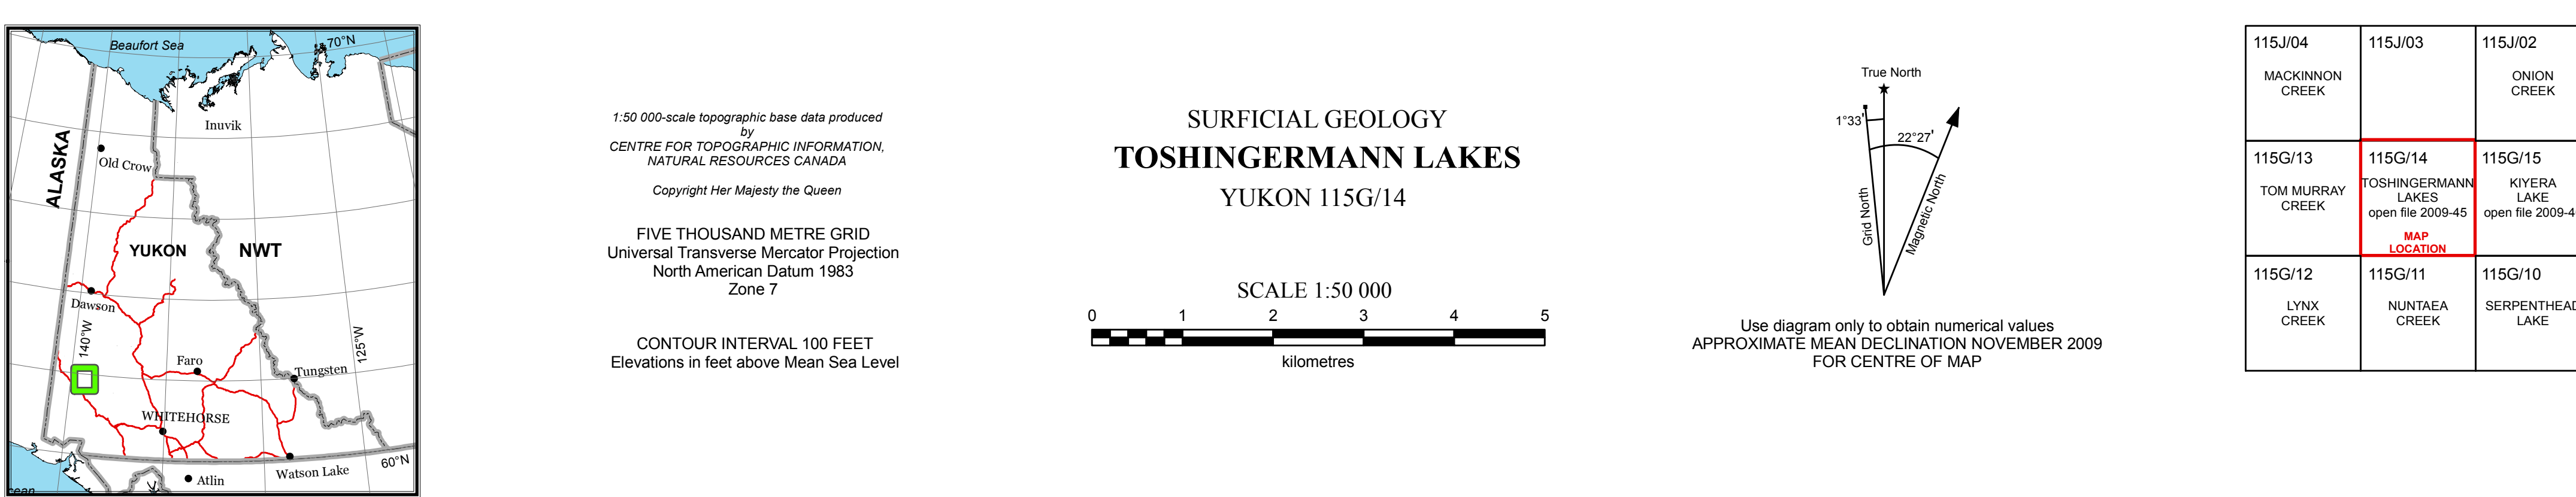 Beaufort Sea
70°N
Inuvik
ALASKA
Old Crow
YUKON
NWT
Dawson
140°W
125°W
Faro
Tungsten
WHITEHORSE
Watson Lake
60°N
Atlin
1:50 000-scale topographic base data produced
by
CENTRE FOR TOPOGRAPHIC INFORMATION,
NATURAL RESOURCES CANADA
Copyright Her Majesty the Queen
FIVE THOUSAND METRE GRID
Universal Transverse Mercator Projection
North American Datum 1983
Zone 7
CONTOUR INTERVAL 100 FEET
Elevations in feet above Mean Sea Level
SURFICIAL GEOLOGY
TOSHINGERMANN LAKES
YUKON 115G/14
SCALE 1:50 000
0 1 2 3 4 5
kilometres
True North
1°33'
22°27'
Grid North
Magnetic North
Use diagram only to obtain numerical values
APPROXIMATE MEAN DECLINATION NOVEMBER 2009
FOR CENTRE OF MAP
115J/04
MACKINNON
CREEK
115J/03
115J/02
ONION
CREEK
115G/13
TOM MURRAY
CREEK
115G/14
TOSHINGERMANN
LAKES
open file 2009-45
MAP
LOCATION
115G/15
KIYERA
LAKE
open file 2009-4
115G/12
LYNX
CREEK
115G/11
NUNTAEA
CREEK
115G/10
SERPENTHEAD
LAKE